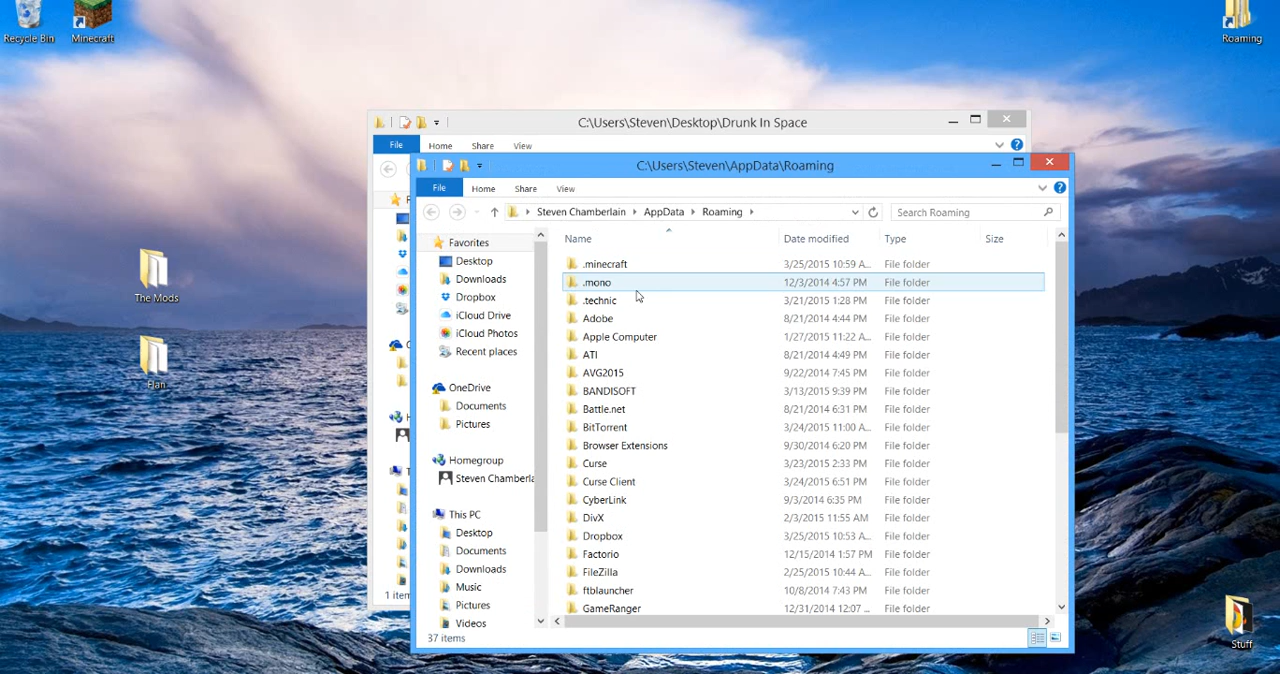 Recycle Bin
Minecraft
Roaming
The Mods
Flan
Stuff
C:\Users\Steven\Desktop\Drunk In Space
File Home Share View
C:\Users\Steven\AppData\Roaming
File Home Share View
Steven Chamberlain AppData Roaming
Search Roaming
Name Date modified Type Size
Favorites
Desktop
Downloads
Dropbox
iCloud Drive
iCloud Photos
Recent places
OneDrive
Documents
Pictures
Homegroup
Steven Chamberla
This PC
Desktop
Documents
Downloads
Music
Pictures
Videos
.minecraft 3/25/2015 10:59 A... File folder
.mono 12/3/2014 4:57 PM File folder
.technic 3/21/2015 1:28 PM File folder
Adobe 8/21/2014 4:44 PM File folder
Apple Computer 1/27/2015 11:22 A... File folder
ATI 8/21/2014 4:49 PM File folder
AVG2015 9/22/2014 7:45 PM File folder
BANDISOFT 3/13/2015 9:39 PM File folder
Battle.net 8/21/2014 6:31 PM File folder
BitTorrent 3/24/2015 11:00 A... File folder
Browser Extensions 9/30/2014 6:20 PM File folder
Curse 3/23/2015 2:33 PM File folder
Curse Client 3/24/2015 6:51 PM File folder
CyberLink 9/3/2014 6:35 PM File folder
DivX 2/3/2015 11:55 AM File folder
Dropbox 3/25/2015 10:53 A... File folder
Factorio 12/15/2014 1:57 PM File folder
FileZilla 2/25/2015 10:44 A... File folder
ftblauncher 10/8/2014 7:43 PM File folder
GameRanger 12/31/2014 12:07 ... File folder
37 items